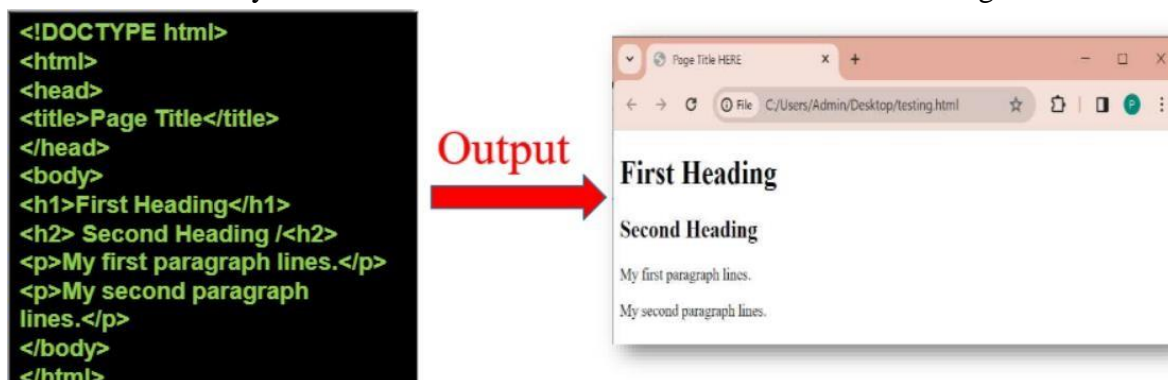 <!DOCTYPE html>
<html>
<head>
<title>Page Title</title>
</head>
<body>
<h1>First Heading</h1>
<h2> Second Heading /<h2>
<p>My first paragraph lines.</p>
<p>My second paragraph
lines.</p>
</body>
</html>
Output
Page Title HERE
File C:/Users/Admin/Desktop/testing.html
P
First Heading
Second Heading
My first paragraph lines.
My second paragraph lines.